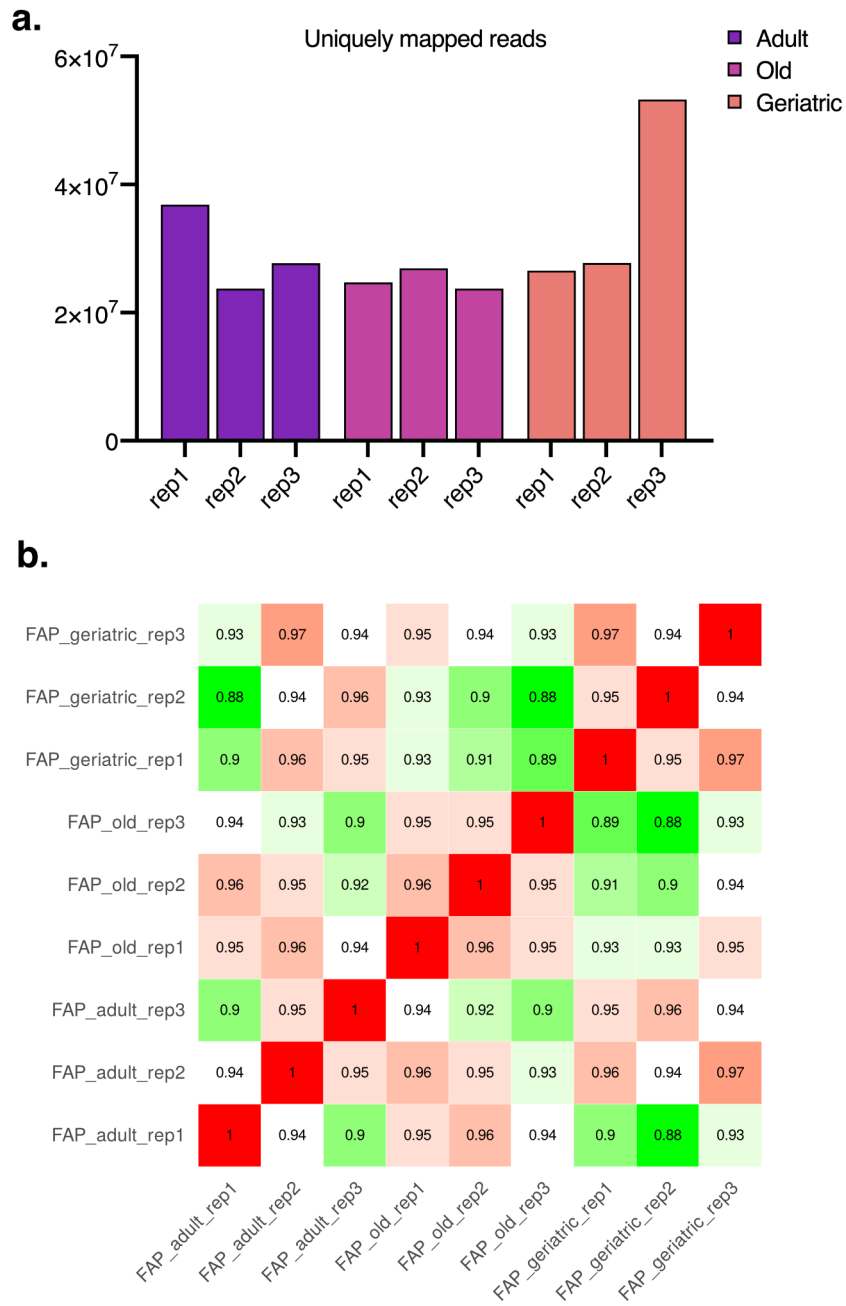 a.
Uniquely mapped reads
Adult
Old
Geriatric
6×10⁷
4×10⁷
2×10⁷
0
rep1 rep2 rep3 rep1 rep2 rep3 rep1 rep2 rep3
b.
FAP_geriatric_rep3 0.93 0.97 0.94 0.95 0.94 0.93 0.97 0.94 1
FAP_geriatric_rep2 0.88 0.94 0.96 0.93 0.9 0.88 0.95 1 0.94
FAP_geriatric_rep1 0.9 0.96 0.95 0.93 0.91 0.89 1 0.95 0.97
FAP_old_rep3 0.94 0.93 0.9 0.95 0.95 1 0.89 0.88 0.93
FAP_old_rep2 0.96 0.95 0.92 0.96 1 0.95 0.91 0.9 0.94
FAP_old_rep1 0.95 0.96 0.94 1 0.96 0.95 0.93 0.93 0.95
FAP_adult_rep3 0.9 0.95 1 0.94 0.92 0.9 0.95 0.96 0.94
FAP_adult_rep2 0.94 1 0.95 0.96 0.95 0.93 0.96 0.94 0.97
FAP_adult_rep1 1 0.94 0.9 0.95 0.96 0.94 0.9 0.88 0.93
FAP_adult_rep1 FAP_adult_rep2 FAP_adult_rep3 FAP_old_rep1 FAP_old_rep2 FAP_old_rep3 FAP_geriatric_rep1 FAP_geriatric_rep2 FAP_geriatric_rep3